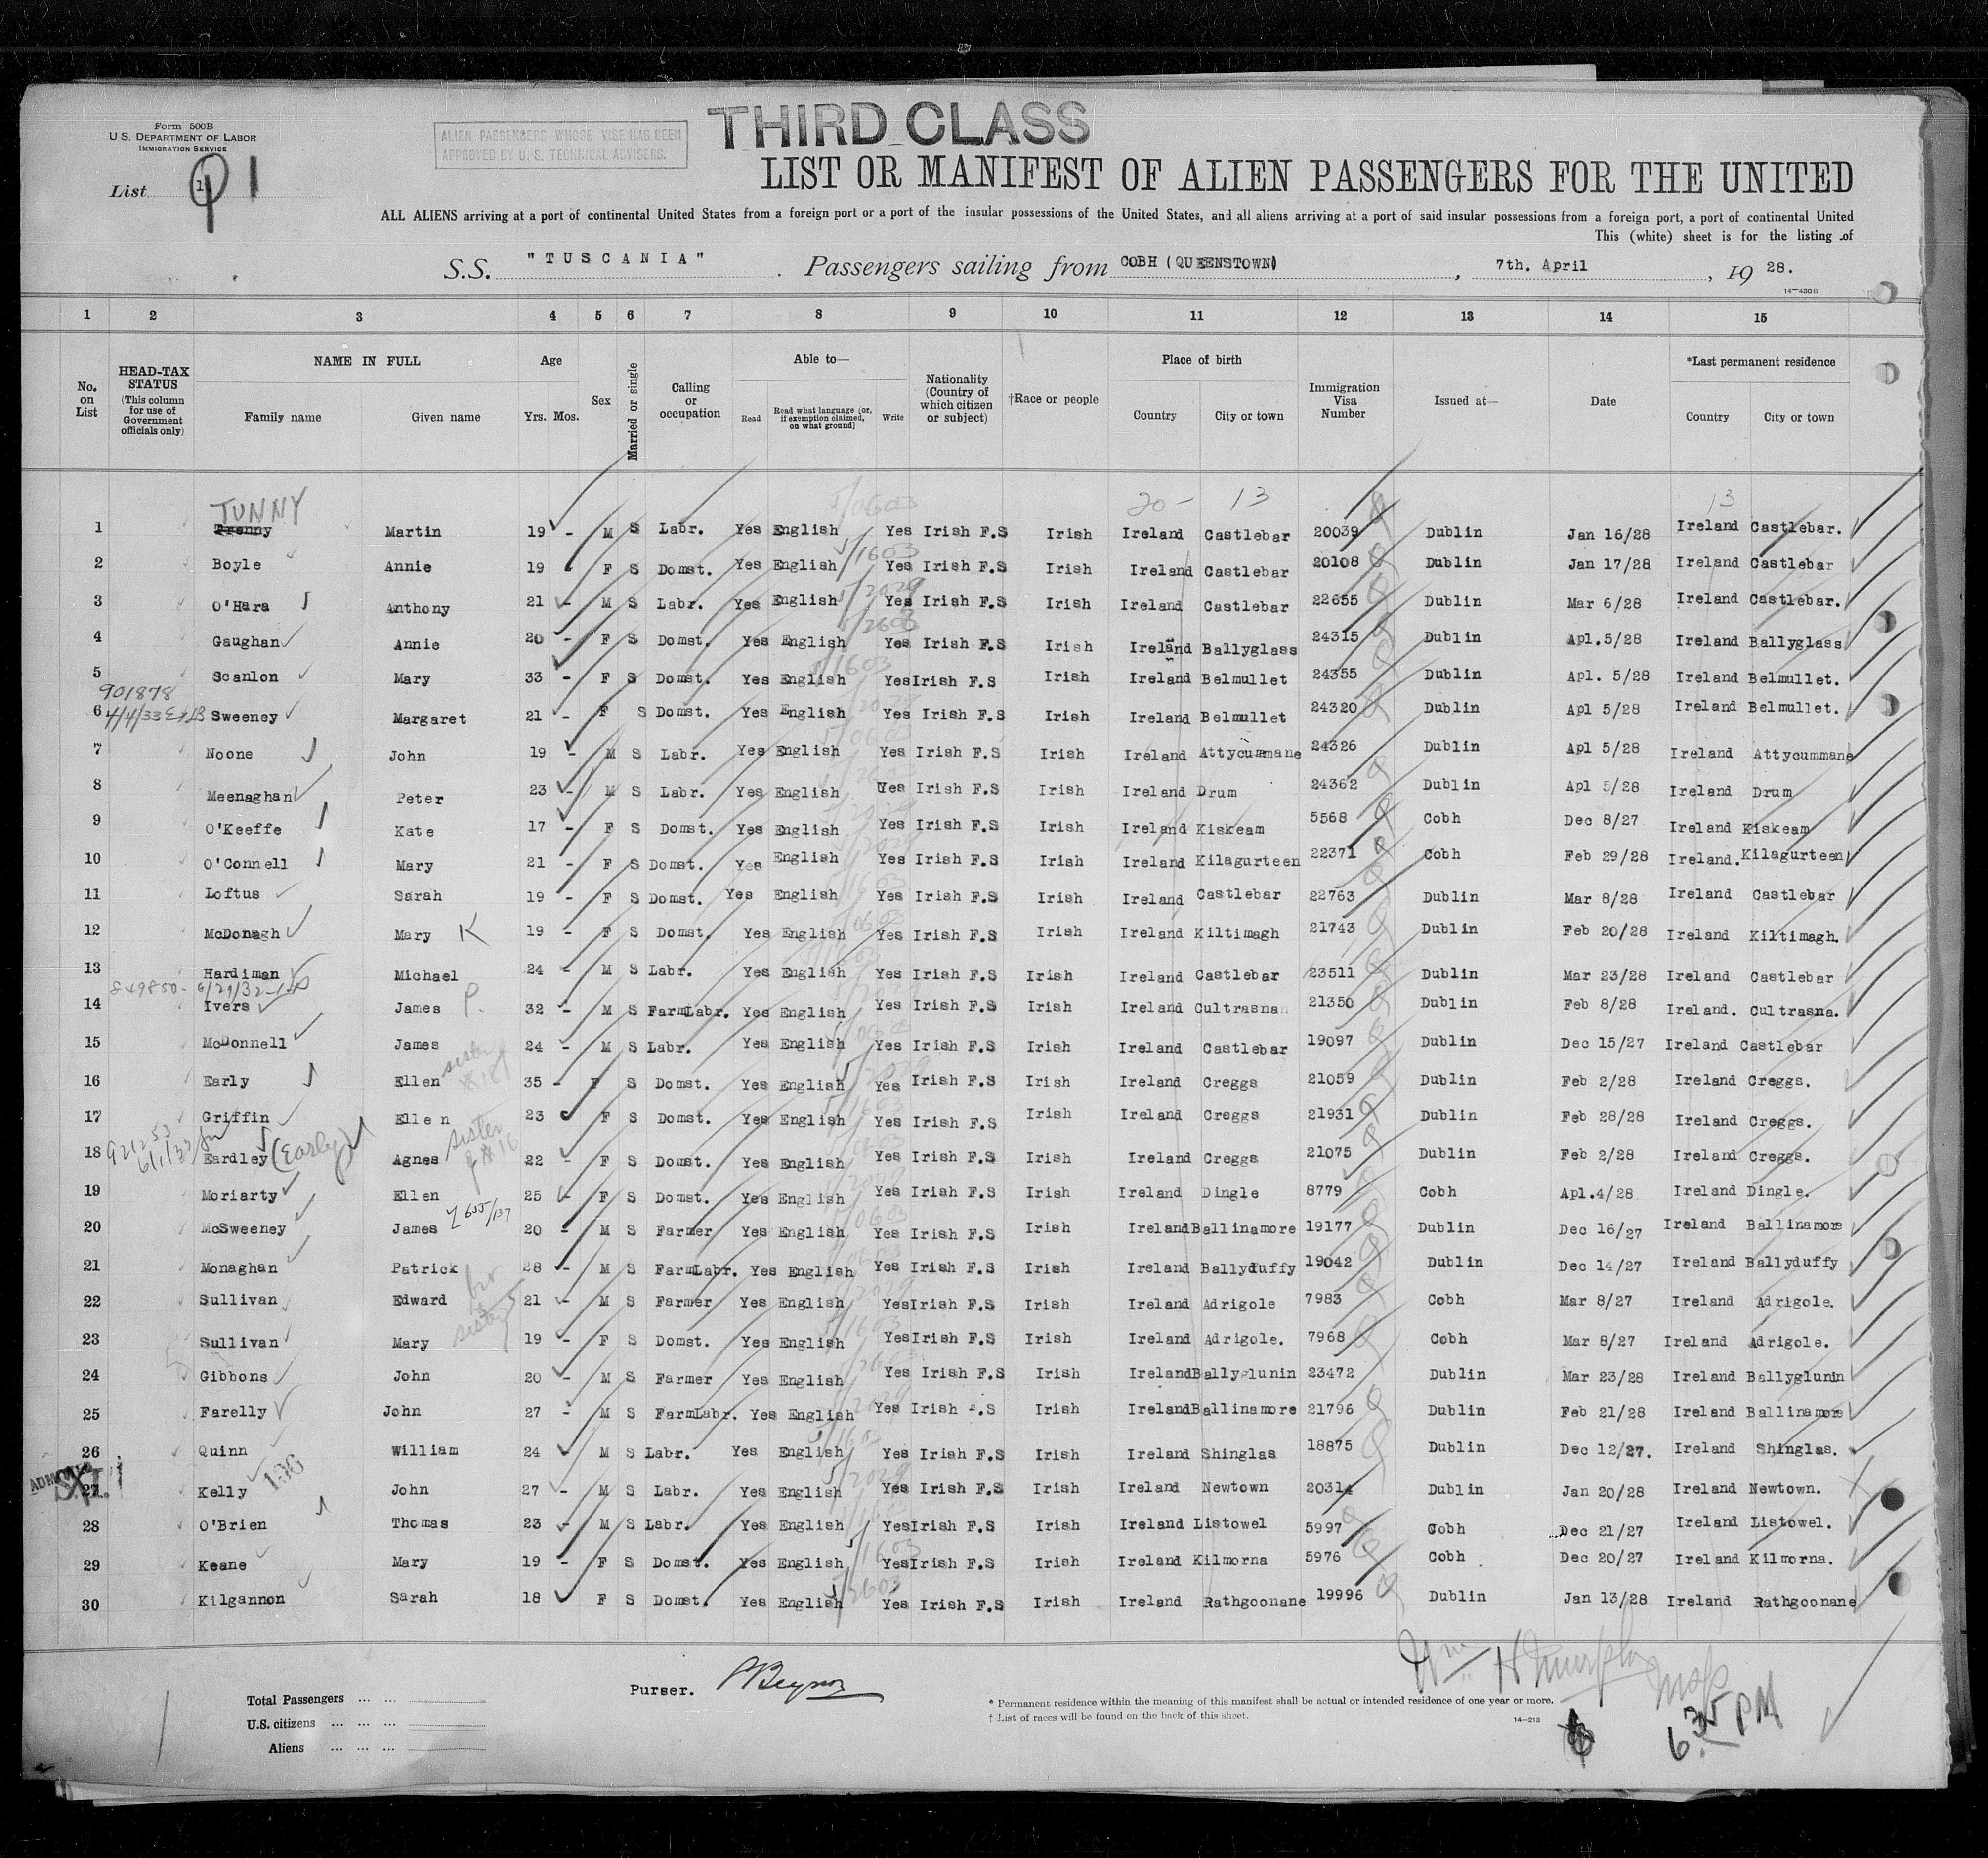 Form 500B
U.S. DEPARTMENT OF LABOR
IMMIGRATION SERVICE
List 1 1
ALIEN PASSENGERS WHOSE VISE HAS BEEN
APPROVED BY U. S. TECHNICAL ADVISERS.
THIRD CLASS
LIST OR MANIFEST OF ALIEN PASSENGERS FOR THE UNITED
ALL ALIENS arriving at a port of continental United States from a foreign port or a port of the insular possessions of the United States, and all aliens arriving at a port of said insular possessions from a foreign port, a port of continental United
This (white) sheet is for the listing of
S.S. "TUSCANIA" . Passengers sailing from COBH (QUEENSTOWN) , 7th. April , 19 28.
14—430B
1 2 3 4 5 6 7 8 9 10 11 12 13 14 15
No. on List
HEAD-TAX STATUS (This column for use of Government officials only)
NAME IN FULL
Family name Given name
Age
Yrs. Mos.
Sex
Married or single
Calling or occupation
Able to—
Read Read what language (or, if exemption claimed, on what ground) Write
Nationality (Country of which citizen or subject)
†Race or people
Place of birth
Country City or town
Immigration Visa Number
Issued at—
Date
*Last permanent residence
Country City or town
TUNNY 20 - 13 13
1 Trenny Martin 19 - M S Labr. Yes English Yes Irish F.S Irish Ireland Castlebar 20039 Dublin Jan 16/28 Ireland Castlebar.
2 Boyle Annie 19 - F S Domst. Yes English Yes Irish F.S Irish Ireland Castlebar 20108 Dublin Jan 17/28 Ireland Castlebar
3 O'Hara Anthony 21 - M S Labr. Yes English Yes Irish F.S Irish Ireland Castlebar 22655 Dublin Mar 6/28 Ireland Castlebar.
4 Gaughan Annie 20 - F S Domst. Yes English Yes Irish F.S Irish Ireland Ballyglass 24315 Dublin Apl.5/28 Ireland Ballyglass
5 Scanlon Mary 33 - F S Domst. Yes English Yes Irish F.S Irish Ireland Belmullet 24355 Dublin Apl. 5/28 Ireland Belmullet.
901878
4/4/33
6 Sweeney Margaret 21 - F S Domst. Yes English Yes Irish F.S Irish Ireland Belmullet 24320 Dublin Apl 5/28 Ireland Belmullet.
7 Noone John 19 - M S Labr. Yes English Yes Irish F.S Irish Ireland Attycummane 24326 Dublin Apl 5/28 Ireland Attycummane
8 Meenaghan Peter 23 - M S Labr. Yes English Yes Irish F.S Irish Ireland Drum 24362 Dublin Apl 5/28 Ireland Drum
9 O'Keeffe Kate 17 - F S Domst. Yes English Yes Irish F.S Irish Ireland Kiskeam 5568 Cobh Dec 8/27 Ireland Kiskeam
10 O'Connell Mary 21 - F S Domst. Yes English Yes Irish F.S Irish Ireland Kilagurteen 22371 Cobh Feb 29/28 Ireland. Kilagurteen
11 Loftus Sarah 19 - F S Domst. Yes English Yes Irish F.S Irish Ireland Castlebar 22763 Dublin Mar 8/28 Ireland Castlebar
12 McDonagh Mary K 19 - F S Domst. Yes English Yes Irish F.S Irish Ireland Kiltimagh 21743 Dublin Feb 20/28 Ireland Kiltimagh.
13 Hardiman Michael 24 - M S Labr. Yes English Yes Irish F.S Irish Ireland Castlebar 23511 Dublin Mar 23/28 Ireland Castlebar
849850- 6/29/32
14 Ivers James P. 32 - M S FarmLabr. Yes English Yes Irish F.S Irish Ireland Cultrasna 21350 Dublin Feb 8/28 Ireland. Cultrasna.
15 McDonnell James 24 - M S Labr. Yes English Yes Irish F.S Irish Ireland Castlebar 19097 Dublin Dec 15/27 Ireland Castlebar
16 Early Ellen sister #18 35 - F S Domst. Yes English Yes Irish F.S Irish Ireland Creggs 21059 Dublin Feb 2/28 Ireland Creggs.
17 Griffin Ellen 23 F S Domst. Yes English Yes Irish F.S Irish Ireland Creggs 21931 Dublin Feb 28/28 Ireland Creggs.
921253
6/1/33
18 Eardley (Early) Agnes sister #16 22 - F S Domst. Yes English Yes Irish F.S Irish Ireland Creggs 21075 Dublin Feb 2/28 Ireland Creggs.
19 Moriarty Ellen 25 - F S Domst. Yes English Yes Irish F.S Irish Ireland Dingle 8779 Cobh Apl.4/28 Ireland Dingle.
20 McSweeney James 20 - M S Farmer Yes English Yes Irish F.S Irish Ireland Ballinamore 19177 Dublin Dec 16/27 Ireland Ballinamore
21 Monaghan Patrick 28 - M S FarmLabr. Yes English Yes Irish F.S Irish Ireland Ballyduffy 19042 Dublin Dec 14/27 Ireland Ballyduffy
22 Sullivan Edward bro 21 - M S Farmer Yes English Yes Irish F.S Irish Ireland Adrigole 7983 Cobh Mar 8/27 Ireland Adrigole.
23 Sullivan Mary sister 19 - F S Domst. Yes English Yes Irish F.S Irish Ireland Adrigole. 7968 Cobh Mar 8/27 Ireland Adrigole.
24 Gibbons John 20 - M S Farmer Yes English Yes Irish F.S Irish Ireland Ballyglunin 23472 Dublin Mar 23/28 Ireland Ballyglunin
25 Farelly John 27 - M S FarmLabr. Yes English Yes Irish F.S Irish Ireland Ballinamore 21796 Dublin Feb 21/28 Ireland Ballinamore
26 Quinn William 24 - M S Labr. Yes English Yes Irish F.S Irish Ireland Shinglas 18875 Dublin Dec 12/27. Ireland Shinglas.
ADMITTED
27 Kelly 136 John 27 - M S Labr. Yes English Yes Irish F.S Irish Ireland Newtown 20314 Dublin Jan 20/28 Ireland Newtown. X
28 O'Brien Thomas 23 - M S Labr. Yes English Yes Irish F.S Irish Ireland Listowel 5997 Cobh Dec 21/27 Ireland Listowel.
29 Keane Mary 19 - F S Domst. Yes English Yes Irish F.S Irish Ireland Kilmorna 5976 Cobh Dec 20/27 Ireland Kilmorna.
30 Kilgannon Sarah 18 F S Domst. Yes English Yes Irish F.S Irish Ireland Rathgoonane 19996 Dublin Jan 13/28 Ireland Rathgoonane
Total Passengers ... ...
U.S. citizens ... ... ...
Aliens ... ... ...
Purser.
* Permanent residence within the meaning of this manifest shall be actual or intended residence of one year or more.
† List of races will be found on the back of this sheet.
14—213
Wm H Murphy
6 35 PM